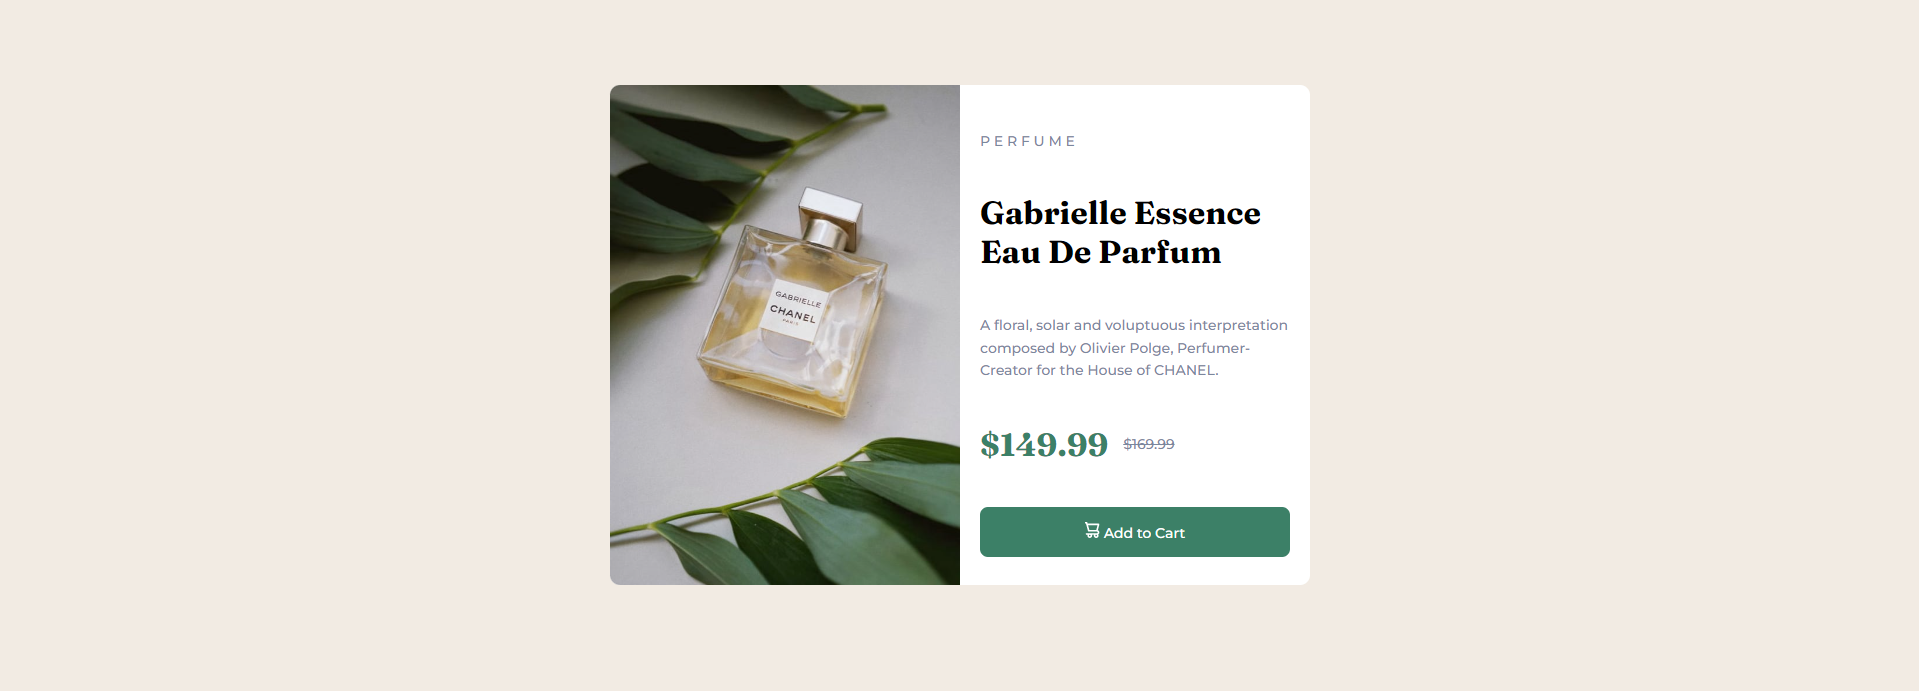 GABRIELLE
CHANEL
PARIS
PERFUME
Gabrielle Essence
Eau De Parfum
A floral, solar and voluptuous interpretation
composed by Olivier Polge, Perfumer-
Creator for the House of CHANEL.
$149.99 $169.99
Add to Cart